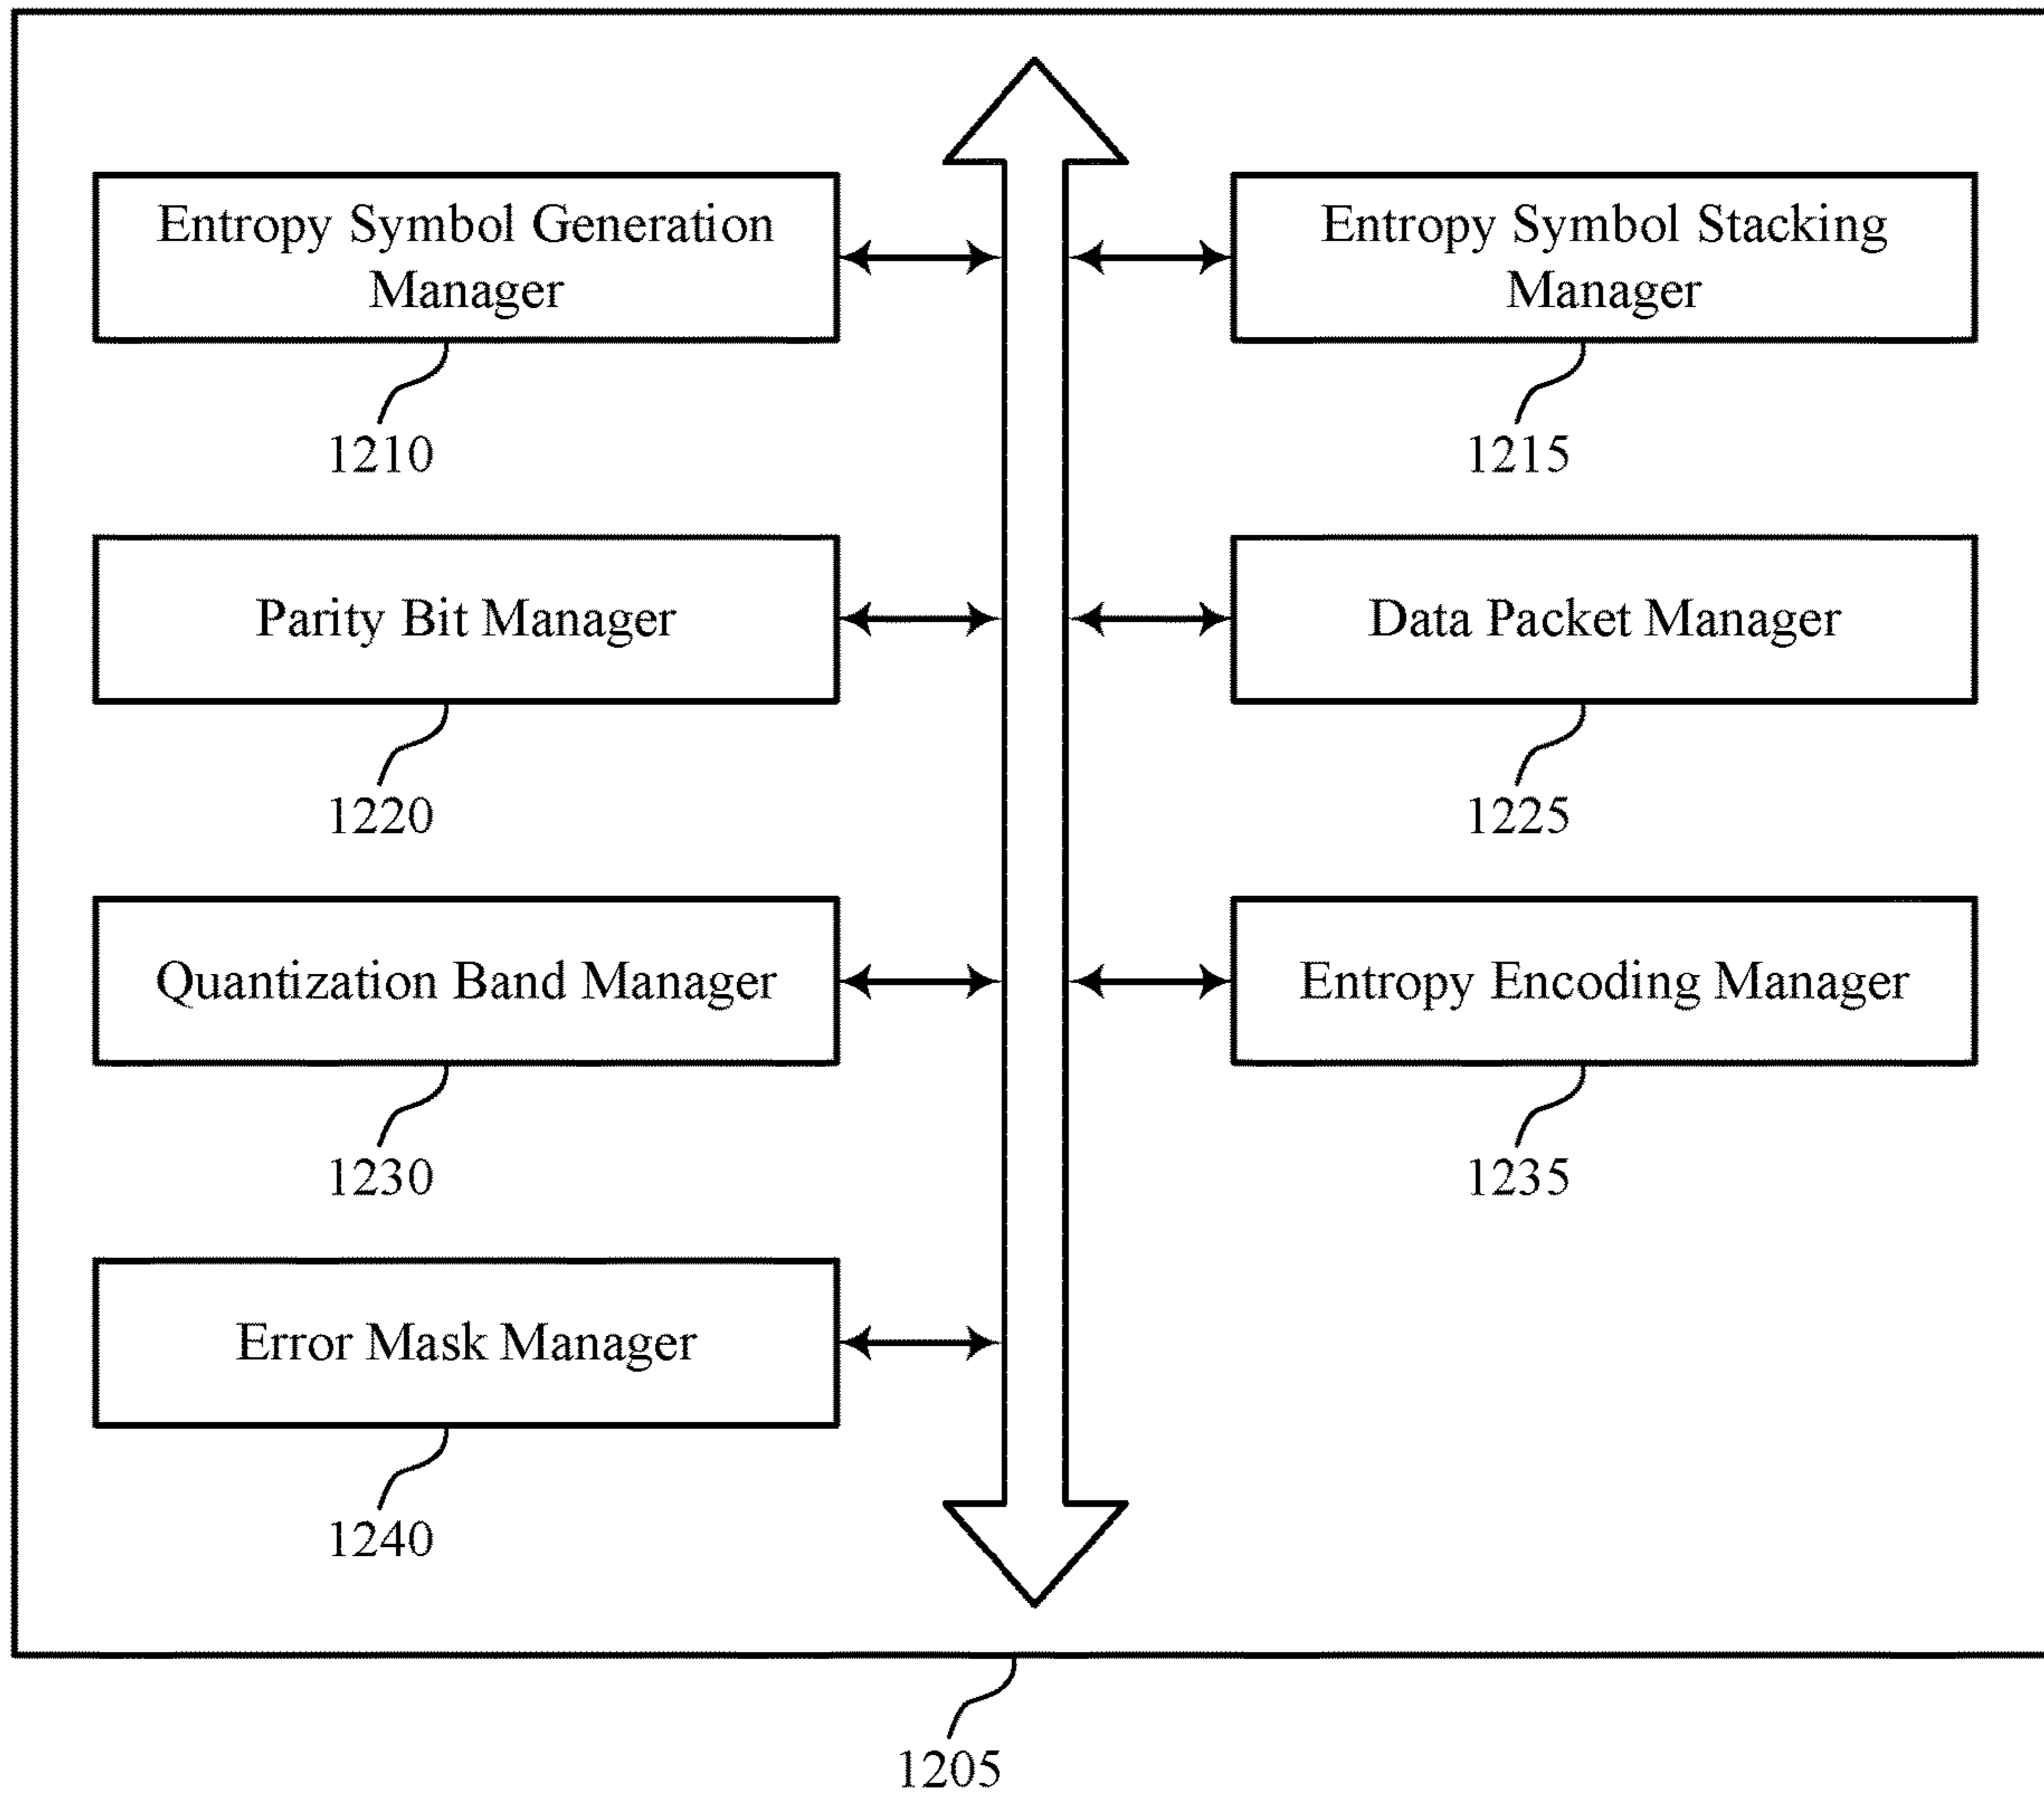 Entropy Symbol Generation
Manager
1210
Entropy Symbol Stacking
Manager
1215
Parity Bit Manager
1220
Data Packet Manager
1225
Quantization Band Manager
1230
Entropy Encoding Manager
1235
Error Mask Manager
1240
1205